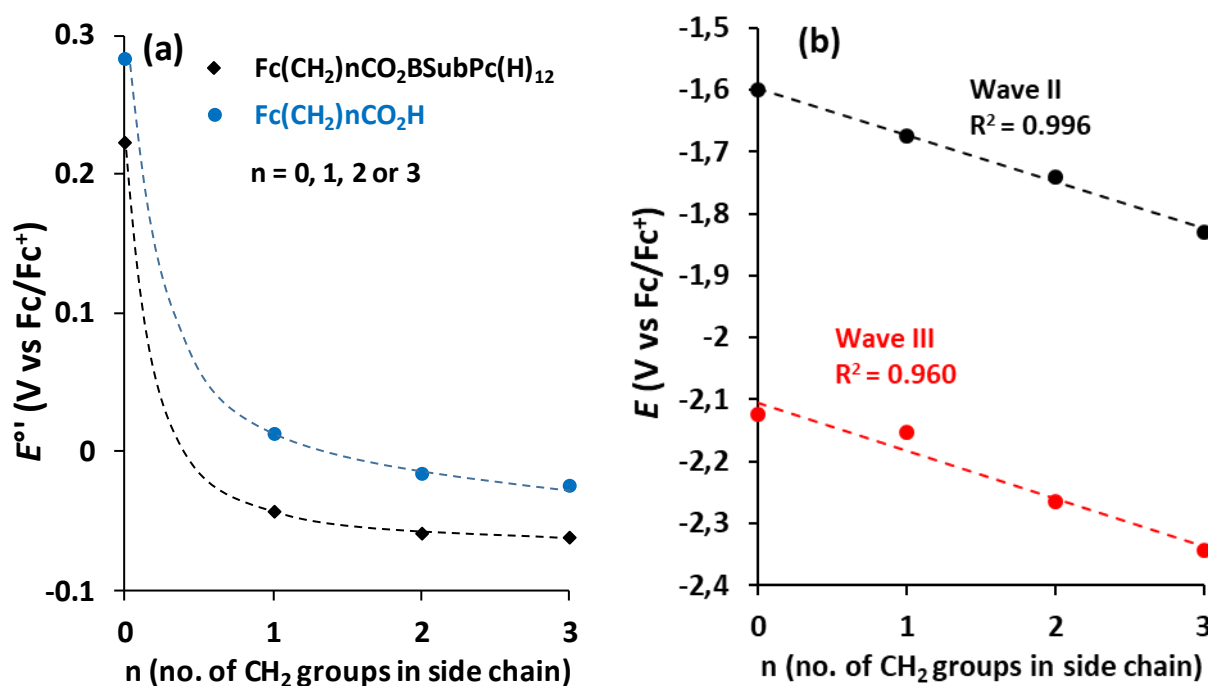 (a)
Fc(CH₂)nCO₂BSubPc(H)₁₂
Fc(CH₂)nCO₂H
n = 0, 1, 2 or 3
E°' (V vs Fc/Fc⁺)
0.3
0.2
0.1
0
-0.1
0 1 2 3
n (no. of CH₂ groups in side chain)
(b)
Wave II
R² = 0.996
Wave III
R² = 0.960
E (V vs Fc/Fc⁺)
-1,5
-1,6
-1,7
-1,8
-1,9
-2
-2,1
-2,2
-2,3
-2,4
0 1 2 3
n (no. of CH₂ groups in side chain)